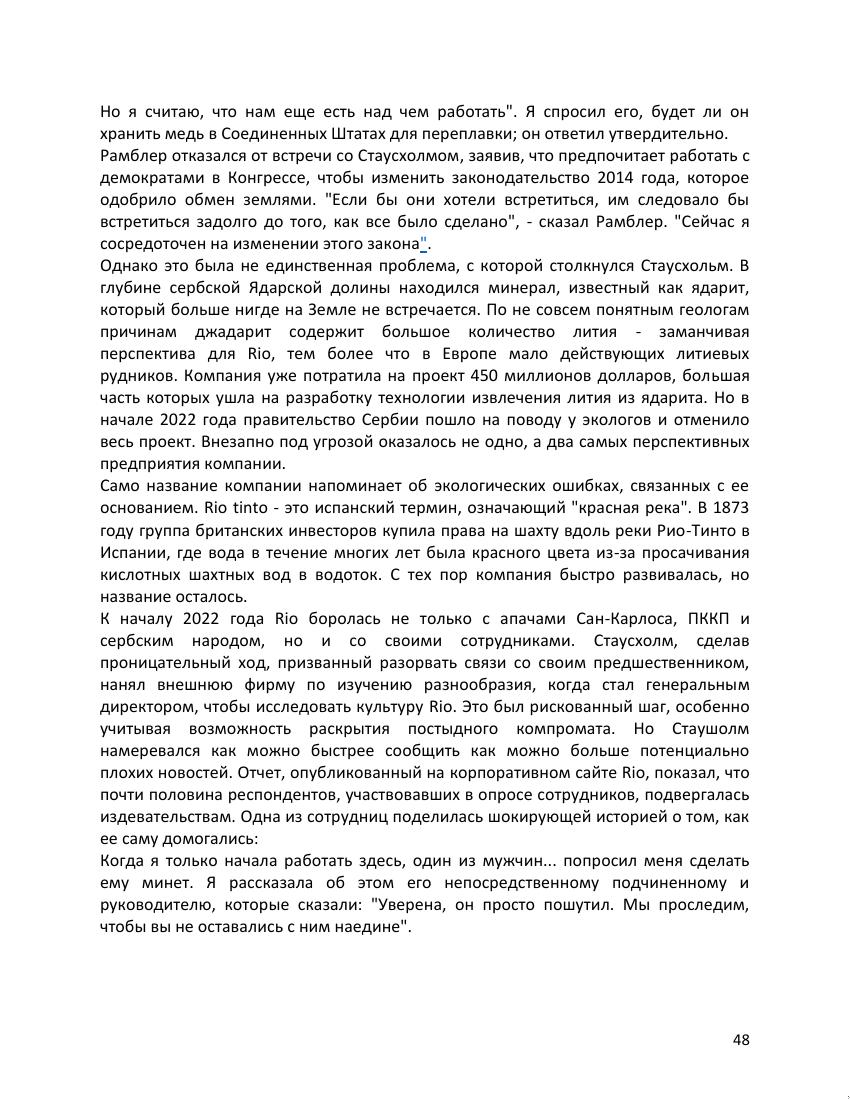 Но я считаю, что нам еще есть над чем работать". Я спросил его, будет ли он
хранить медь в Соединенных Штатах для переплавки; он ответил утвердительно.
Рамблер отказался от встречи со Стаусхолмом, заявив, что предпочитает работать с
демократами в Конгрессе, чтобы изменить законодательство 2014 года, которое
одобрило обмен землями. "Если бы они хотели встретиться, им следовало бы
встретиться задолго до того, как все было сделано", - сказал Рамблер. "Сейчас я
сосредоточен на изменении этого закона".
Однако это была не единственная проблема, с которой столкнулся Стаусхольм. В
глубине сербской Ядарской долины находился минерал, известный как ядарит,
который больше нигде на Земле не встречается. По не совсем понятным геологам
причинам джадарит содержит большое количество лития - заманчивая
перспектива для Rio, тем более что в Европе мало действующих литиевых
рудников. Компания уже потратила на проект 450 миллионов долларов, большая
часть которых ушла на разработку технологии извлечения лития из ядарита. Но в
начале 2022 года правительство Сербии пошло на поводу у экологов и отменило
весь проект. Внезапно под угрозой оказалось не одно, а два самых перспективных
предприятия компании.
Само название компании напоминает об экологических ошибках, связанных с ее
основанием. Rio tinto - это испанский термин, означающий "красная река". В 1873
году группа британских инвесторов купила права на шахту вдоль реки Рио-Тинто в
Испании, где вода в течение многих лет была красного цвета из-за просачивания
кислотных шахтных вод в водоток. С тех пор компания быстро развивалась, но
название осталось.
К началу 2022 года Rio боролась не только с апачами Сан-Карлоса, ПККП и
сербским народом, но и со своими сотрудниками. Стаусхолм, сделав
проницательный ход, призванный разорвать связи со своим предшественником,
нанял внешнюю фирму по изучению разнообразия, когда стал генеральным
директором, чтобы исследовать культуру Rio. Это был рискованный шаг, особенно
учитывая возможность раскрытия постыдного компромата. Но Стаушолм
намеревался как можно быстрее сообщить как можно больше потенциально
плохих новостей. Отчет, опубликованный на корпоративном сайте Rio, показал, что
почти половина респондентов, участвовавших в опросе сотрудников, подвергалась
издевательствам. Одна из сотрудниц поделилась шокирующей историей о том, как
ее саму домогались:
Когда я только начала работать здесь, один из мужчин... попросил меня сделать
ему минет. Я рассказала об этом его непосредственному подчиненному и
руководителю, которые сказали: "Уверена, он просто пошутил. Мы проследим,
чтобы вы не оставались с ним наедине".
48